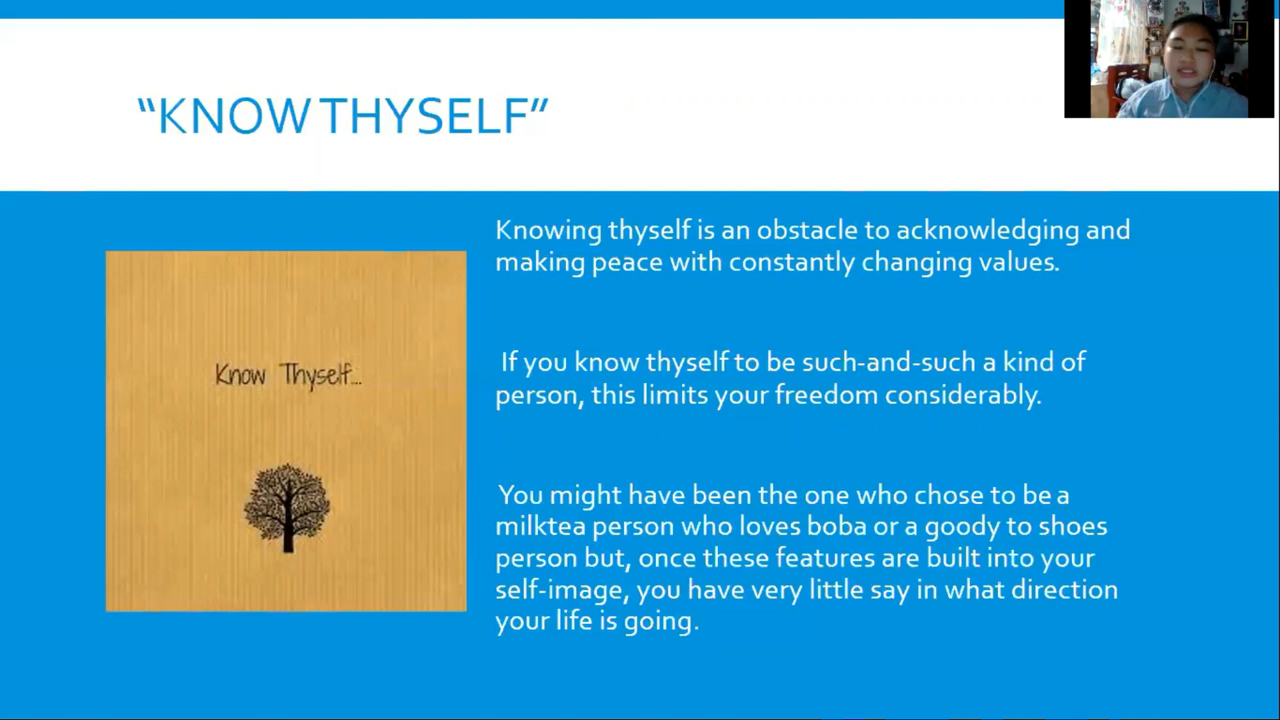 “KNOW THYSELF”
Know Thyself...
Knowing thyself is an obstacle to acknowledging and
making peace with constantly changing values.
If you know thyself to be such-and-such a kind of
person, this limits your freedom considerably.
You might have been the one who chose to be a
milktea person who loves boba or a goody to shoes
person but, once these features are built into your
self-image, you have very little say in what direction
your life is going.